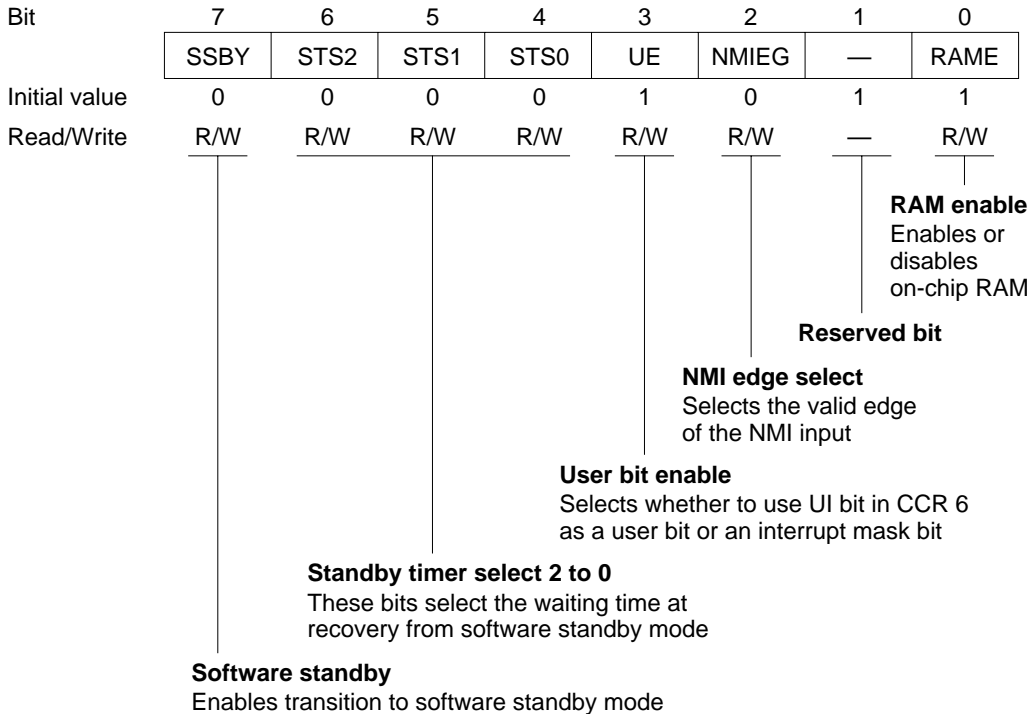 Bit 7 6 5 4 3 2 1 0
SSBY STS2 STS1 STS0 UE NMIEG — RAME
Initial value 0 0 0 0 1 0 1 1
Read/Write R/W R/W R/W R/W R/W R/W — R/W
RAM enable
Enables or
disables
on-chip RAM
Reserved bit
NMI edge select
Selects the valid edge
of the NMI input
User bit enable
Selects whether to use UI bit in CCR 6
as a user bit or an interrupt mask bit
Standby timer select 2 to 0
These bits select the waiting time at
recovery from software standby mode
Software standby
Enables transition to software standby mode